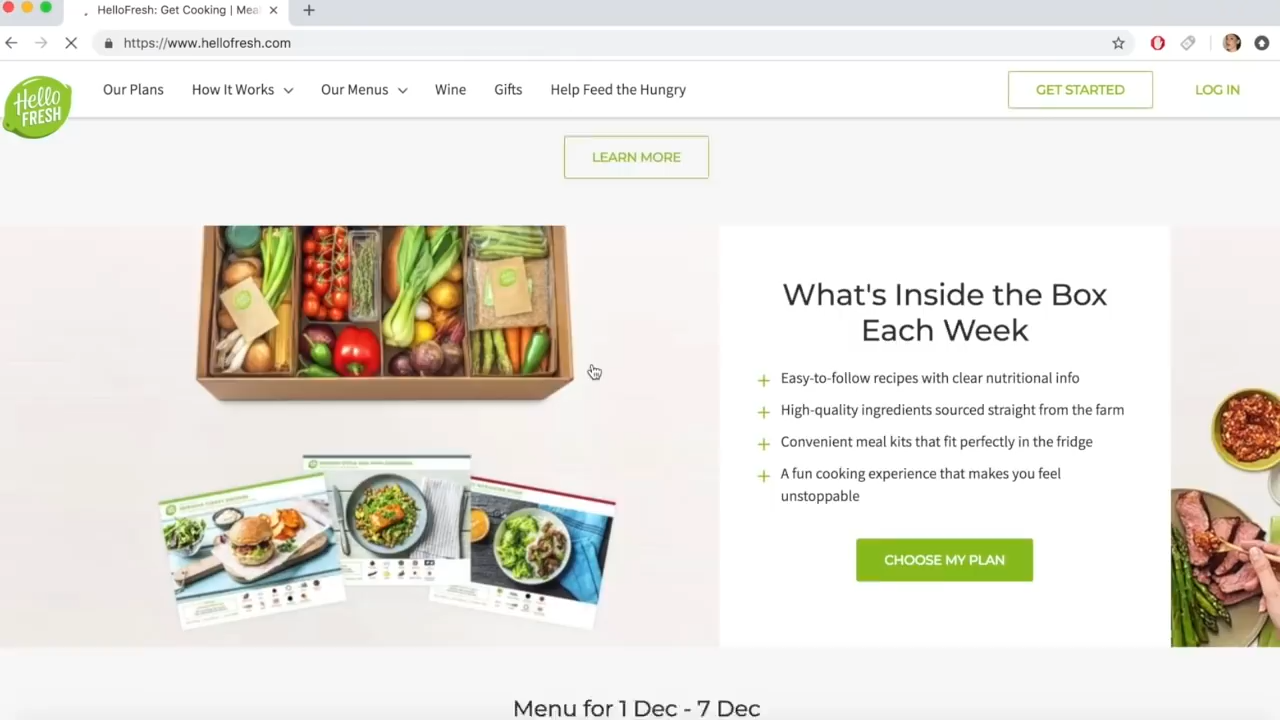 HelloFresh: Get Cooking | Mea
https://www.hellofresh.com
Hello
FRESH
Our Plans
How It Works
Our Menus
Wine
Gifts
Help Feed the Hungry
GET STARTED
LOG IN
LEARN MORE
What's Inside the Box
Each Week
Easy-to-follow recipes with clear nutritional info
High-quality ingredients sourced straight from the farm
Convenient meal kits that fit perfectly in the fridge
A fun cooking experience that makes you feel
unstoppable
CHOOSE MY PLAN
Menu for 1 Dec - 7 Dec